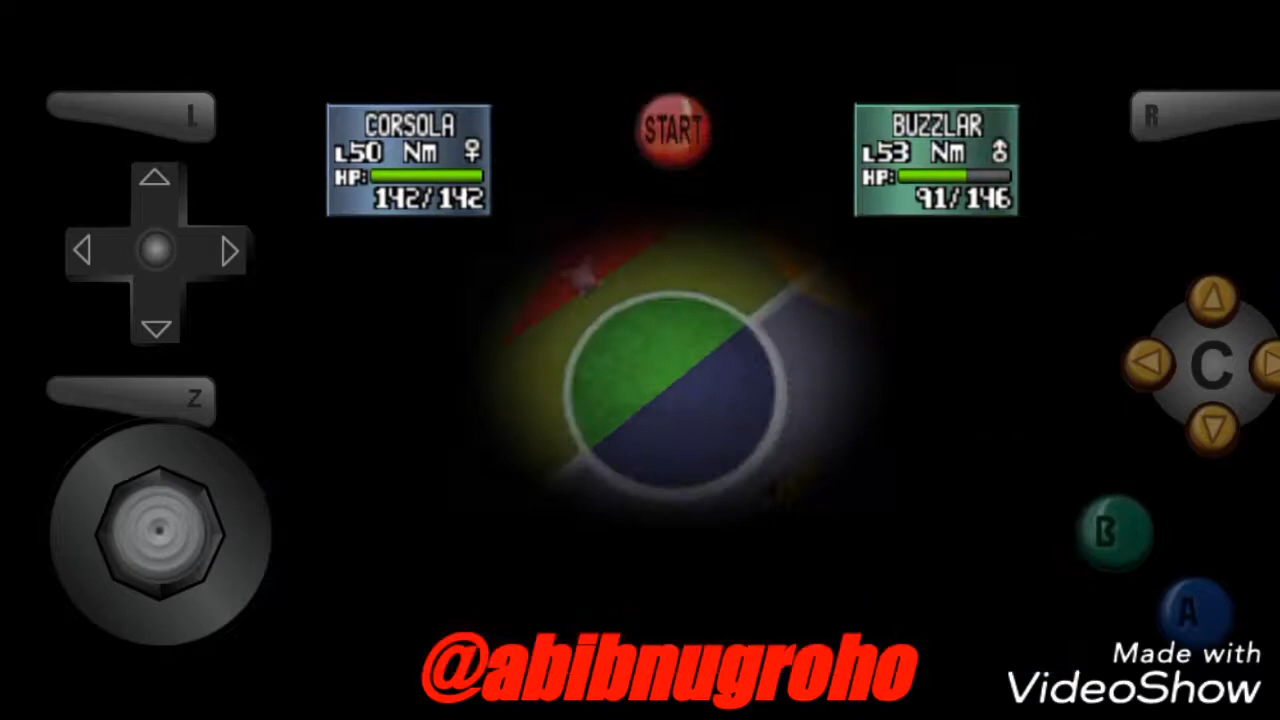 L
START
R
CORSOLA
L50 Nm ♀
HP:
142/142
BUZZLAR
L53 Nm ♂
HP:
91/146
Z
C
B
A
@abibnugroho
Made with
VideoShow